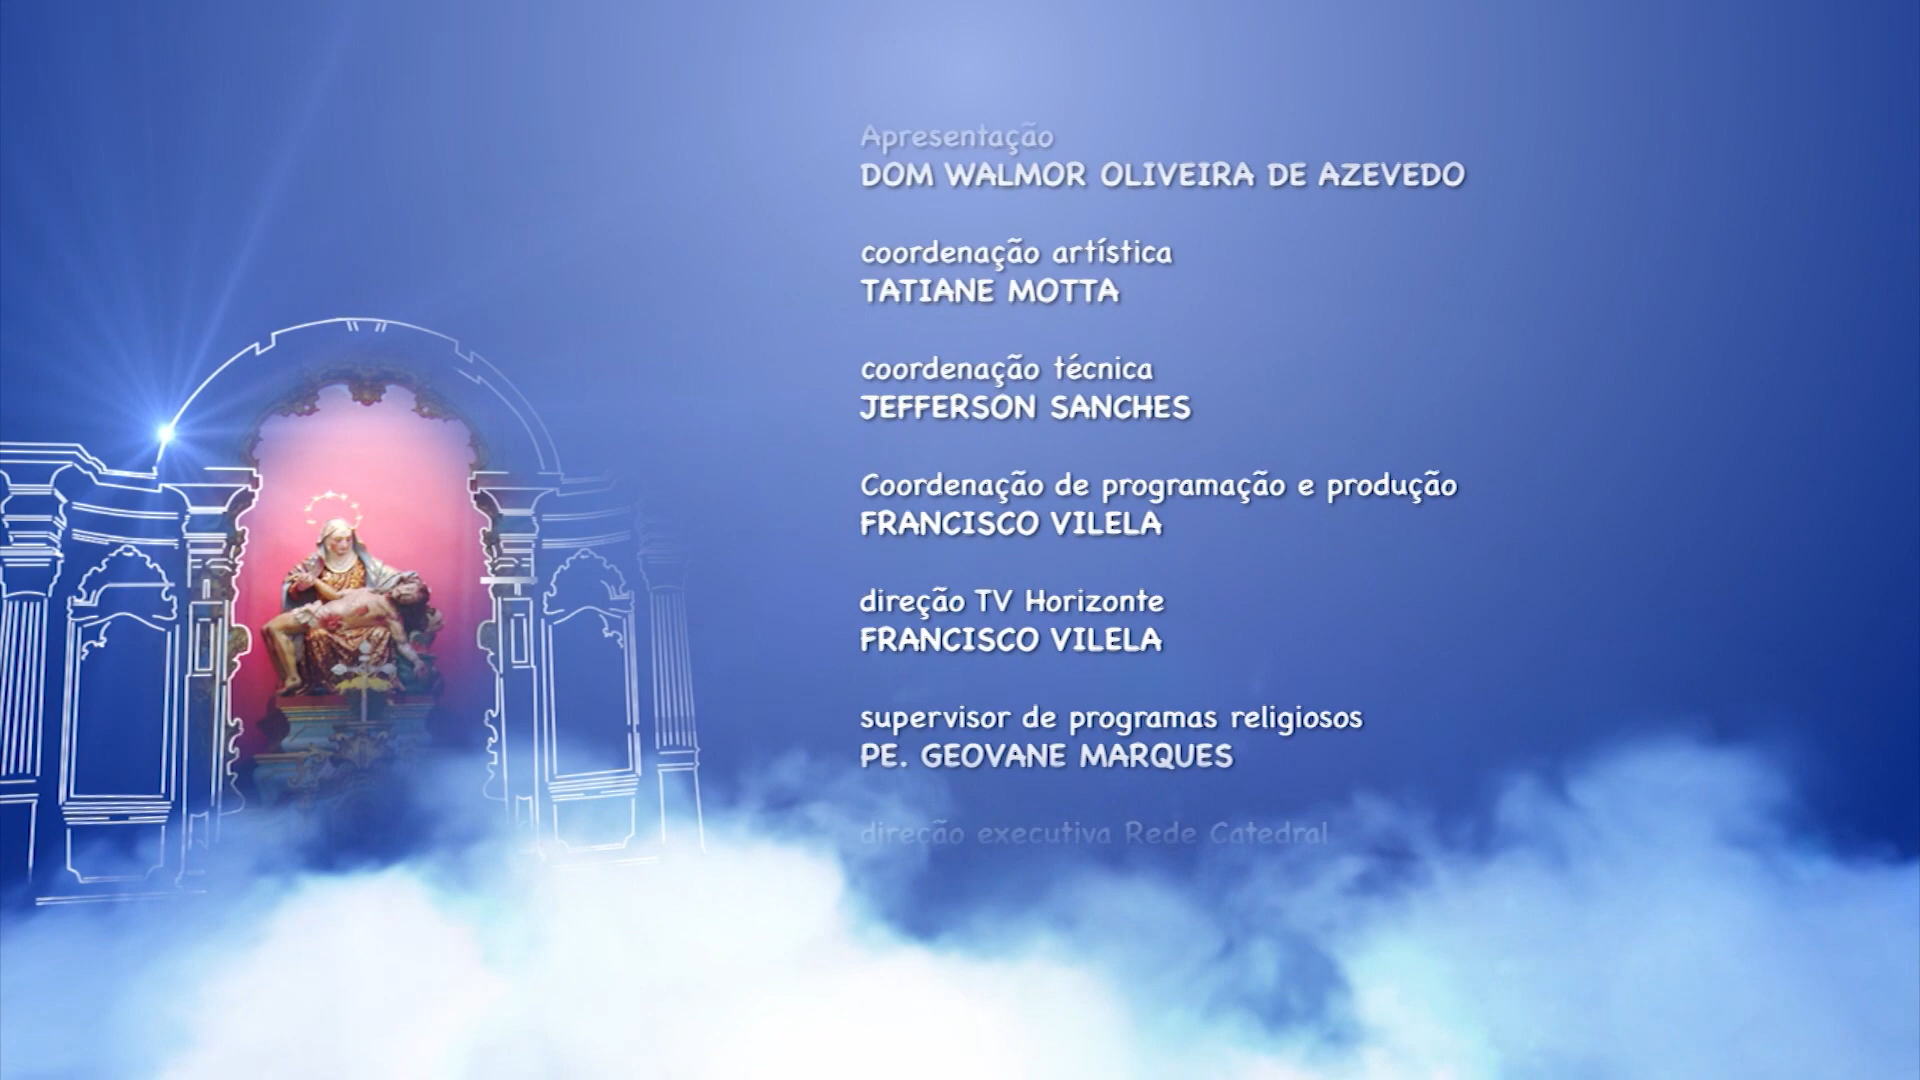 Apresentação
DOM WALMOR OLIVEIRA DE AZEVEDO
coordenação artística
TATIANE MOTTA
coordenação técnica
JEFFERSON SANCHES
Coordenação de programação e produção
FRANCISCO VILELA
direção TV Horizonte
FRANCISCO VILELA
supervisor de programas religiosos
PE. GEOVANE MARQUES
direção executiva Rede Catedral